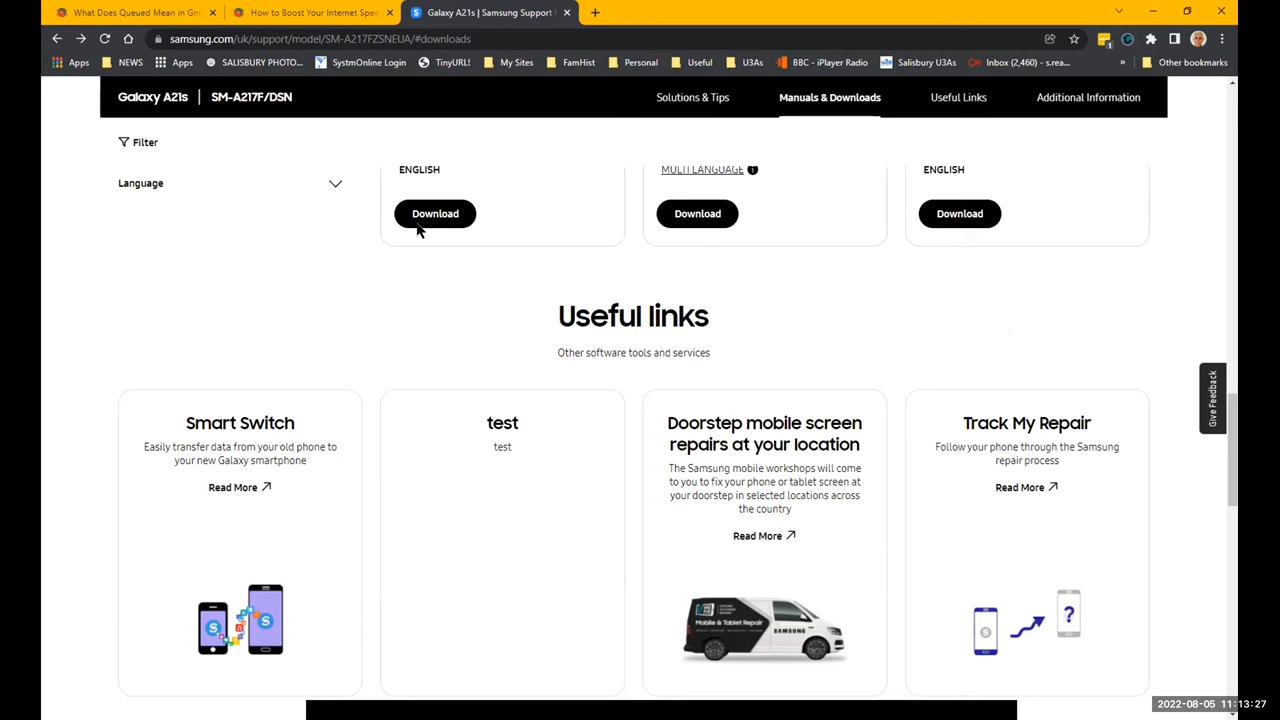 What Does Queued Mean in Gm
How to Boost Your Internet Spee
Galaxy A21s | Samsung Support
samsung.com/uk/support/model/SM-A217FZSNEUA/#downloads
Apps
NEWS
Apps
SALISBURY PHOTO...
SystmOnline Login
TinyURL!
My Sites
FamHist
Personal
Useful
U3As
BBC - iPlayer Radio
Salisbury U3As
Inbox (2,460) - s.rea...
»
Other bookmarks
Galaxy A21s | SM-A217F/DSN
Solutions & Tips
Manuals & Downloads
Useful Links
Additional Information
Filter
Language
ENGLISH
MULTI LANGUAGE
ENGLISH
Download
Download
Download
Useful links
Other software tools and services
Smart Switch
Easily transfer data from your old phone to
your new Galaxy smartphone
Read More
test
test
Doorstep mobile screen
repairs at your location
The Samsung mobile workshops will come
to you to fix your phone or tablet screen at
your doorstep in selected locations across
the country
Read More
Mobile & Tablet Repair
SAMSUNG
Track My Repair
Follow your phone through the Samsung
repair process
Read More
?
Give Feedback
2022-08-05 11:13:27